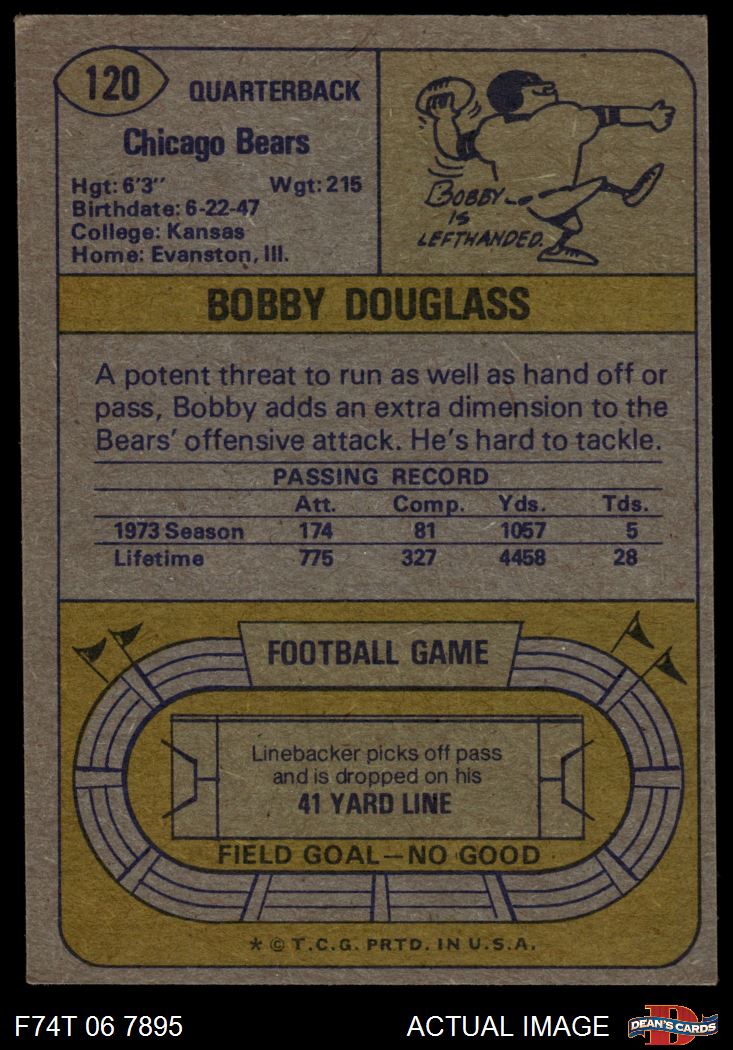 120
QUARTERBACK
Chicago Bears
Hgt: 6'3" Wgt: 215
Birthdate: 6-22-47
College: Kansas
Home: Evanston, Ill.
BOBBY
IS
LEFTHANDED.
BOBBY DOUGLASS
A potent threat to run as well as hand off or
pass, Bobby adds an extra dimension to the
Bears' offensive attack. He's hard to tackle.
PASSING RECORD
Att. Comp. Yds. Tds.
1973 Season 174 81 1057 5
Lifetime 775 327 4458 28
FOOTBALL GAME
Linebacker picks off pass
and is dropped on his
41 YARD LINE
FIELD GOAL—NO GOOD
* © T.C.G. PRTD. IN U.S.A.
F74T 06 7895 ACTUAL IMAGE
D
DEAN'S CARDS